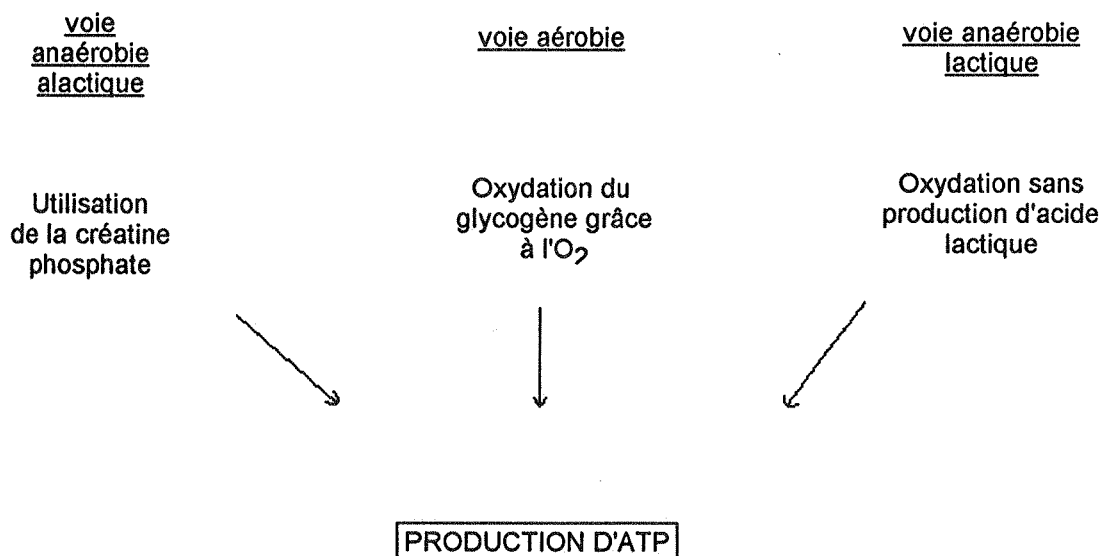 voie
anaérobie
alactique
voie aérobie
voie anaérobie
lactique
Utilisation
de la créatine
phosphate
Oxydation du
glycogène grâce
à l'O2
Oxydation sans
production d'acide
lactique
PRODUCTION D'ATP